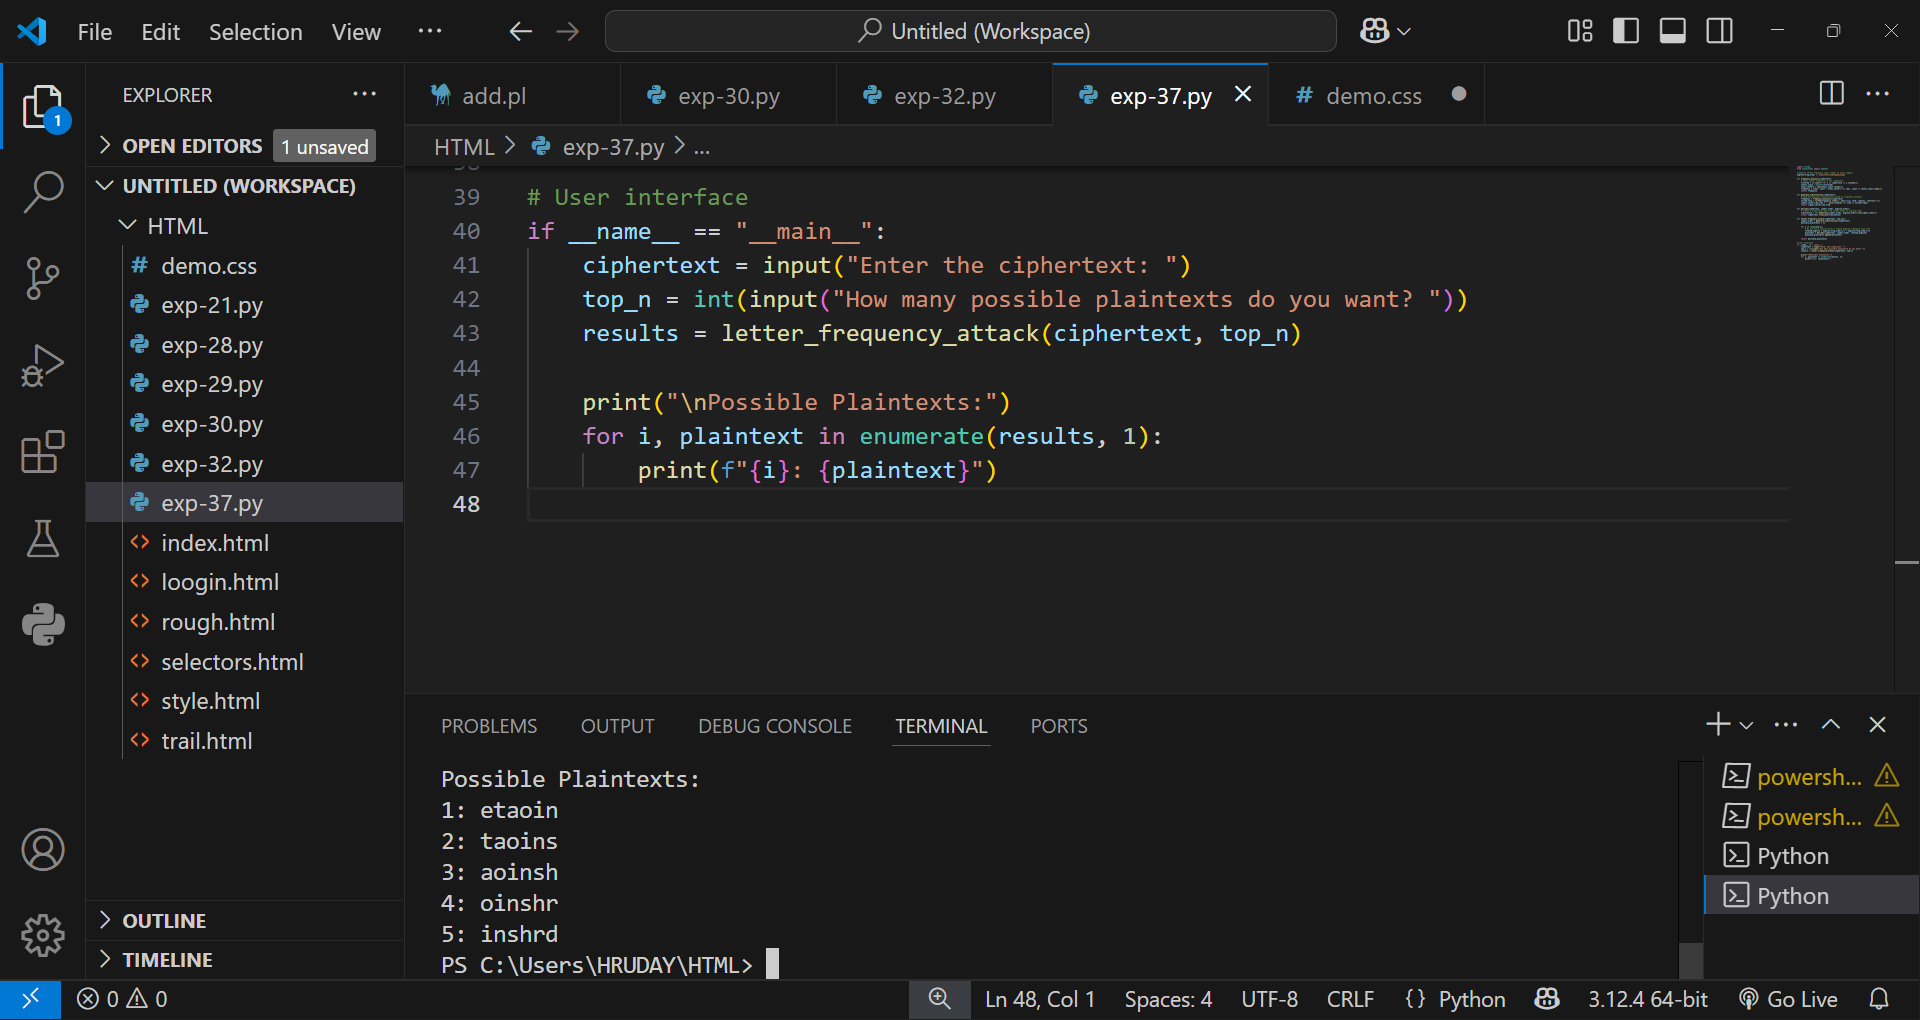 File Edit Selection View ··· Untitled (Workspace)
EXPLORER ···
OPEN EDITORS 1 unsaved
UNTITLED (WORKSPACE)
HTML
# demo.css
exp-21.py
exp-28.py
exp-29.py
exp-30.py
exp-32.py
exp-37.py
<> index.html
<> loogin.html
<> rough.html
<> selectors.html
<> style.html
<> trail.html
OUTLINE
TIMELINE
1
add.pl exp-30.py exp-32.py exp-37.py # demo.css
HTML > exp-37.py > ...
39 # User interface
40 if __name__ == "__main__":
41     ciphertext = input("Enter the ciphertext: ")
42     top_n = int(input("How many possible plaintexts do you want? "))
43     results = letter_frequency_attack(ciphertext, top_n)
44
45     print("\nPossible Plaintexts:")
46     for i, plaintext in enumerate(results, 1):
47         print(f"{i}: {plaintext}")
48
PROBLEMS OUTPUT DEBUG CONSOLE TERMINAL PORTS
Possible Plaintexts:
1: etaoin
2: taoins
3: aoinsh
4: oinshr
5: inshrd
PS C:\Users\HRUDAY\HTML>
powersh...
powersh...
Python
Python
0 0 Ln 48, Col 1 Spaces: 4 UTF-8 CRLF {} Python 3.12.4 64-bit Go Live